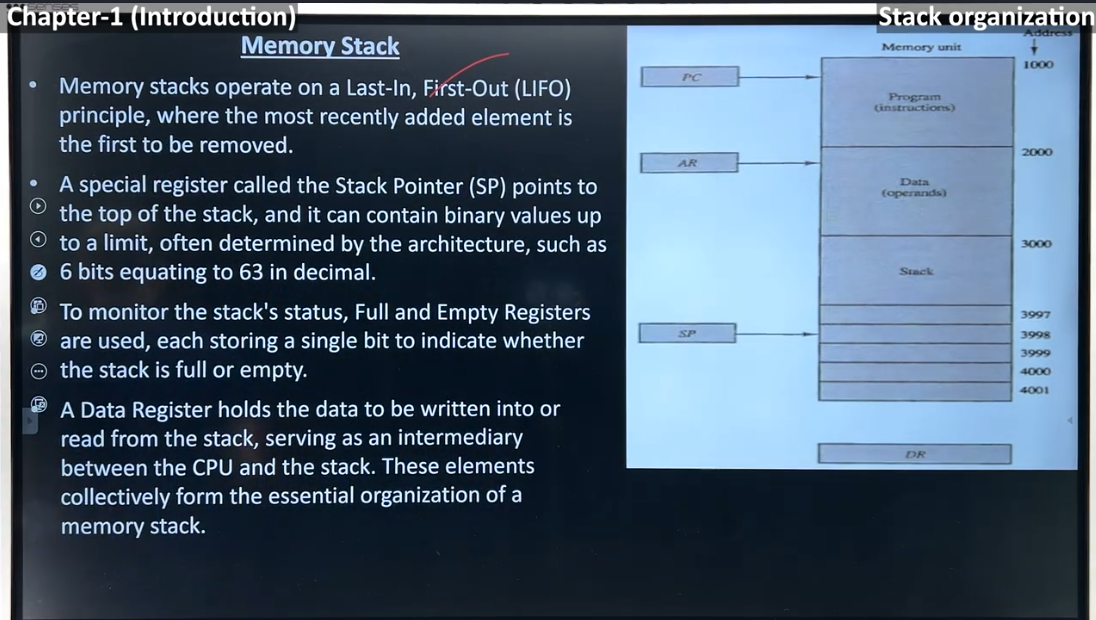 Chapter-1 (Introduction)
Stack organization
Memory Stack
• Memory stacks operate on a Last-In, First-Out (LIFO)
principle, where the most recently added element is
the first to be removed.
• A special register called the Stack Pointer (SP) points to
the top of the stack, and it can contain binary values up
to a limit, often determined by the architecture, such as
6 bits equating to 63 in decimal.
To monitor the stack's status, Full and Empty Registers
are used, each storing a single bit to indicate whether
the stack is full or empty.
A Data Register holds the data to be written into or
read from the stack, serving as an intermediary
between the CPU and the stack. These elements
collectively form the essential organization of a
memory stack.
Address
Memory unit
1000
PC
Program
(instructions)
2000
AR
Data
(operands)
3000
Stack
3997
SP
3998
3999
4000
4001
DR